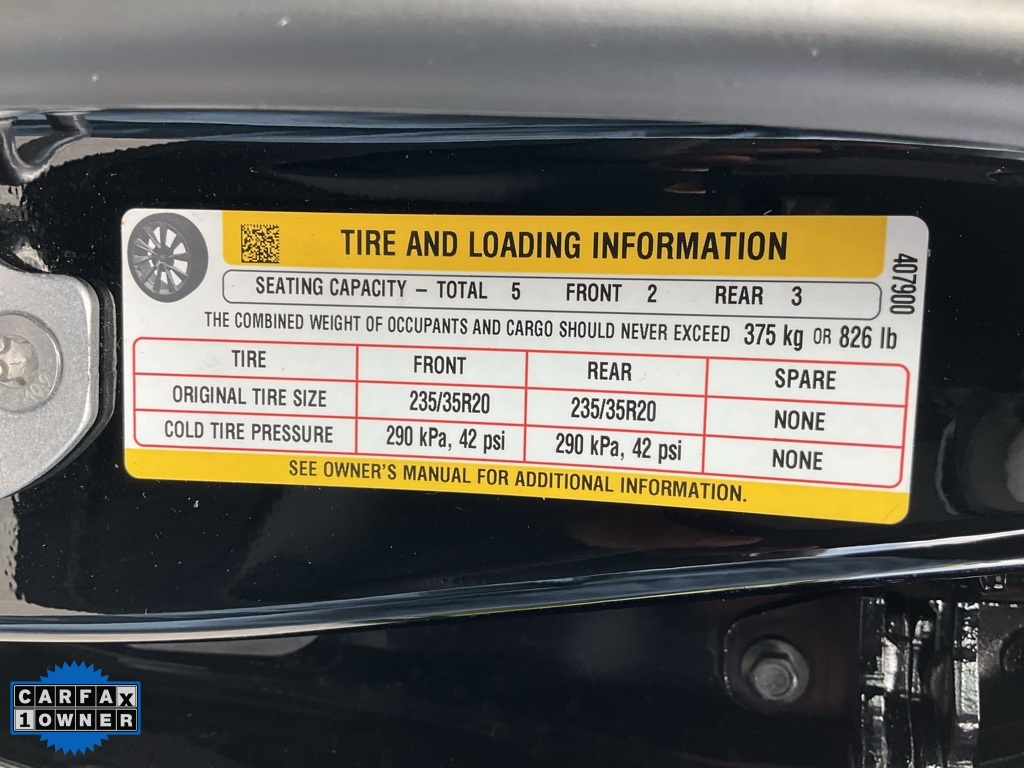 TIRE AND LOADING INFORMATION
407900
SEATING CAPACITY – TOTAL 5 FRONT 2 REAR 3
THE COMBINED WEIGHT OF OCCUPANTS AND CARGO SHOULD NEVER EXCEED 375 kg OR 826 lb
TIRE FRONT REAR SPARE
ORIGINAL TIRE SIZE 235/35R20 235/35R20 NONE
COLD TIRE PRESSURE 290 kPa, 42 psi 290 kPa, 42 psi NONE
SEE OWNER'S MANUAL FOR ADDITIONAL INFORMATION.
CARFAX
1 OWNER